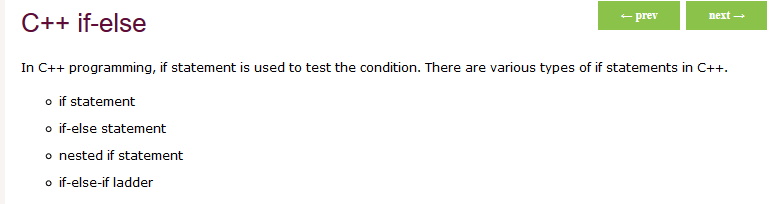 C++ if-else
← prev
next →
In C++ programming, if statement is used to test the condition. There are various types of if statements in C++.
if statement
if-else statement
nested if statement
if-else-if ladder